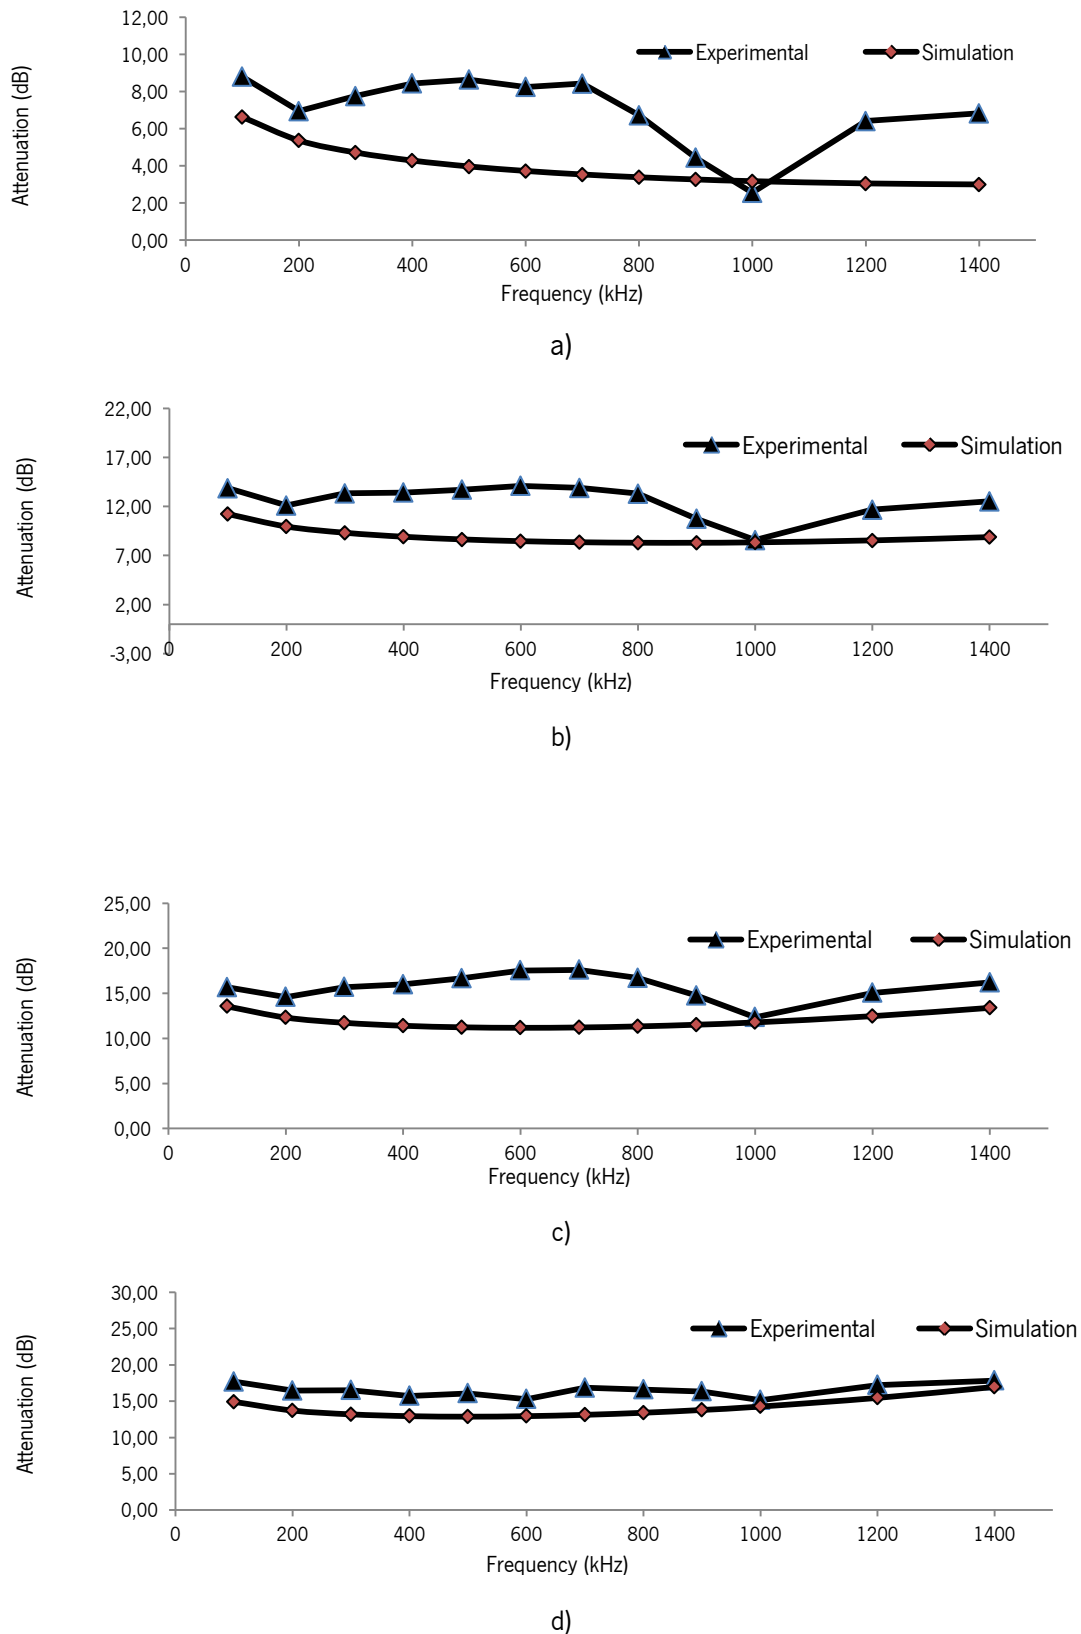 12,00
10,00
8,00
6,00
4,00
2,00
0,00
Attenuation (dB)
Experimental Simulation
0 200 400 600 800 1000 1200 1400
Frequency (kHz)
a)
22,00
17,00
12,00
7,00
2,00
-3,00
Attenuation (dB)
Experimental Simulation
0 200 400 600 800 1000 1200 1400
Frequency (kHz)
b)
25,00
20,00
15,00
10,00
5,00
0,00
Attenuation (dB)
Experimental Simulation
0 200 400 600 800 1000 1200 1400
Frequency (kHz)
c)
30,00
25,00
20,00
15,00
10,00
5,00
0,00
Attenuation (dB)
Experimental Simulation
0 200 400 600 800 1000 1200 1400
Frequency (kHz)
d)